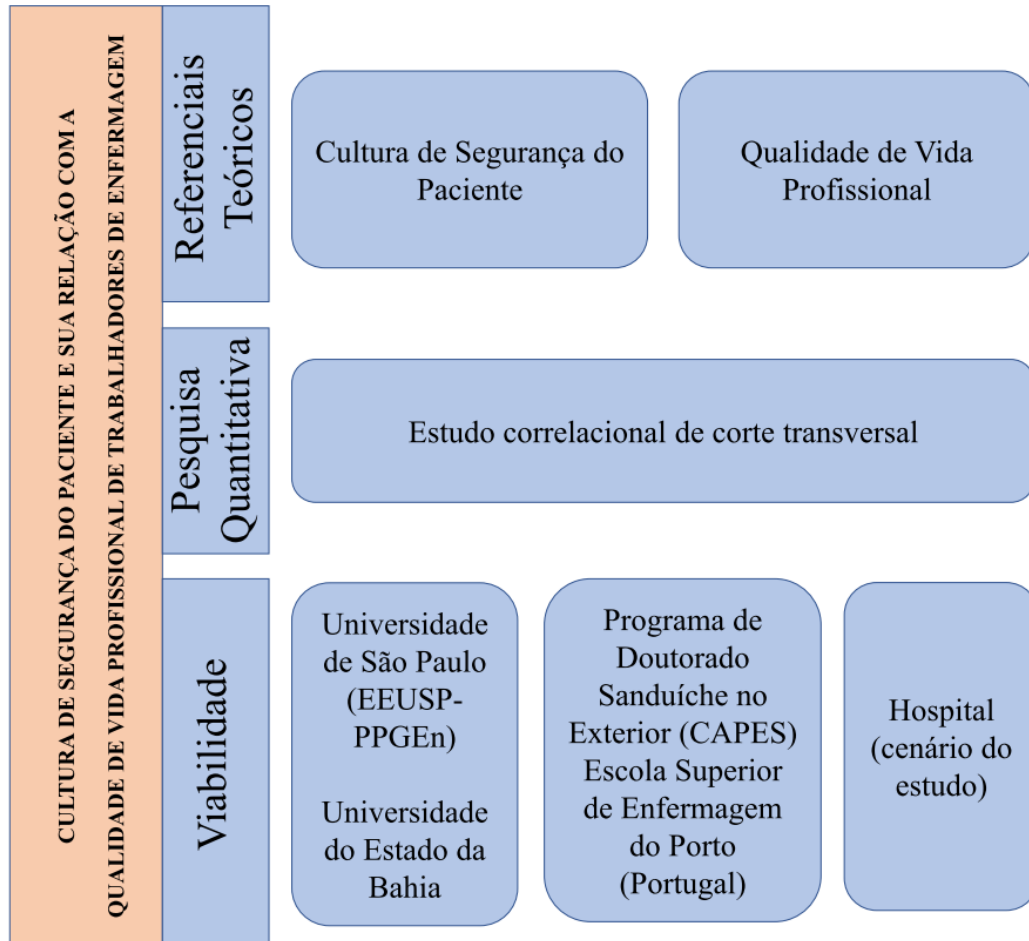 CULTURA DE SEGURANÇA DO PACIENTE E SUA RELAÇÃO COM A
QUALIDADE DE VIDA PROFISSIONAL DE TRABALHADORES DE ENFERMAGEM
Referenciais
Teóricos
Cultura de Segurança do
Paciente
Qualidade de Vida
Profissional
Pesquisa
Quantitativa
Estudo correlacional de corte transversal
Viabilidade
Universidade
de São Paulo
(EEUSP-
PPGEn)
Universidade
do Estado da
Bahia
Programa de
Doutorado
Sanduíche no
Exterior (CAPES)
Escola Superior
de Enfermagem
do Porto
(Portugal)
Hospital
(cenário do
estudo)